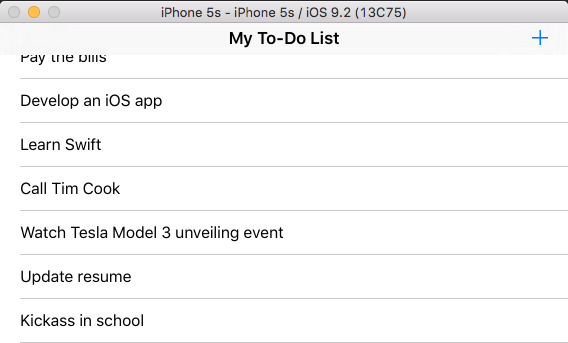 iPhone 5s - iPhone 5s / iOS 9.2 (13C75)
My To-Do List
Pay the bills
Develop an iOS app
Learn Swift
Call Tim Cook
Watch Tesla Model 3 unveiling event
Update resume
Kickass in school